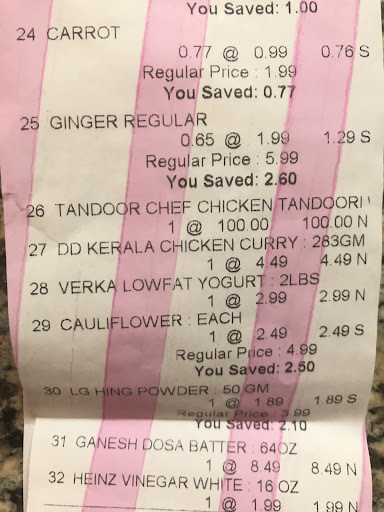 You Saved: 1.00
24 CARROT
0.77 @ 0.99 0.76 S
Regular Price : 1.99
You Saved: 0.77
25 GINGER REGULAR
0.65 @ 1.99 1.29 S
Regular Price : 5.99
You Saved: 2.60
26 TANDOOR CHEF CHICKEN TANDOORI
1 @ 100.00 100.00 N
27 DD KERALA CHICKEN CURRY : 283GM
1 @ 4.49 4.49 N
28 VERKA LOWFAT YOGURT : 2LBS
1 @ 2.99 2.99 N
29 CAULIFLOWER : EACH
1 @ 2.49 2.49 S
Regular Price : 4.99
You Saved: 2.50
30 LG HING POWDER : 50 GM
1 @ 1.89 1.89 S
Regular Price : 3.99
You Saved: 2.10
31 GANESH DOSA BATTER : 64OZ
1 @ 8.49 8.49 N
32 HEINZ VINEGAR WHITE : 16 OZ
1 @ 1.99 1.99 N